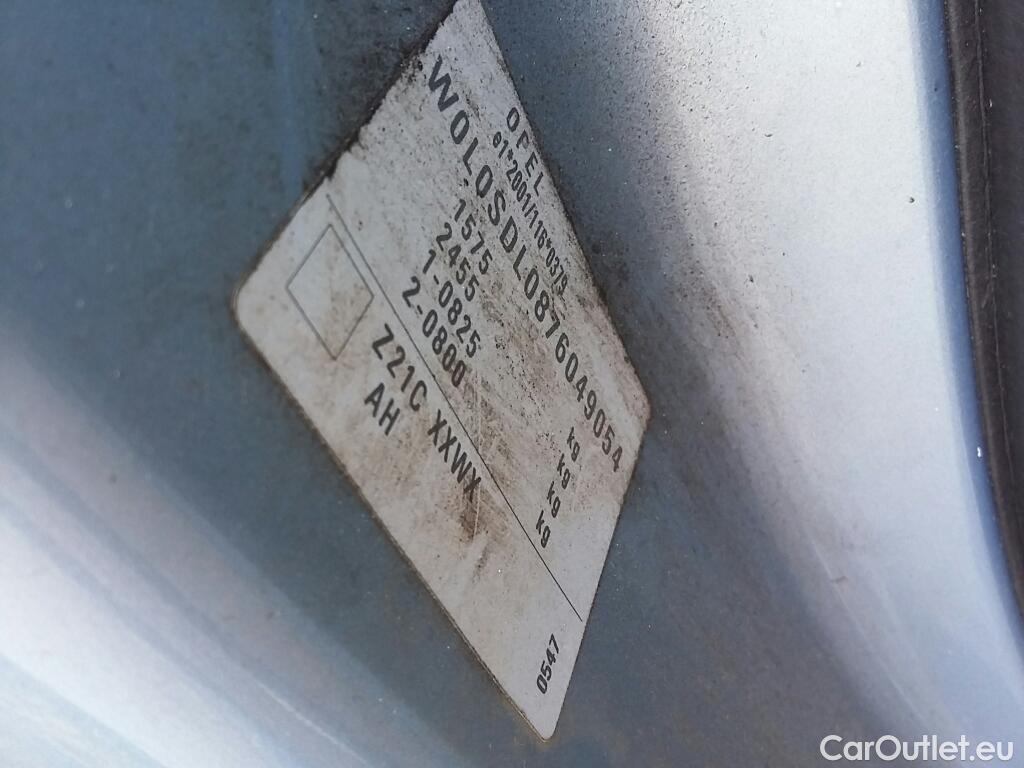 OPEL
e1*2001/116*0379
W0L0SDL0876049054
1575 kg
2455 kg
1-0825 kg
2-0800 kg
Z21C XXWX
AH
0547
CarOutlet.eu